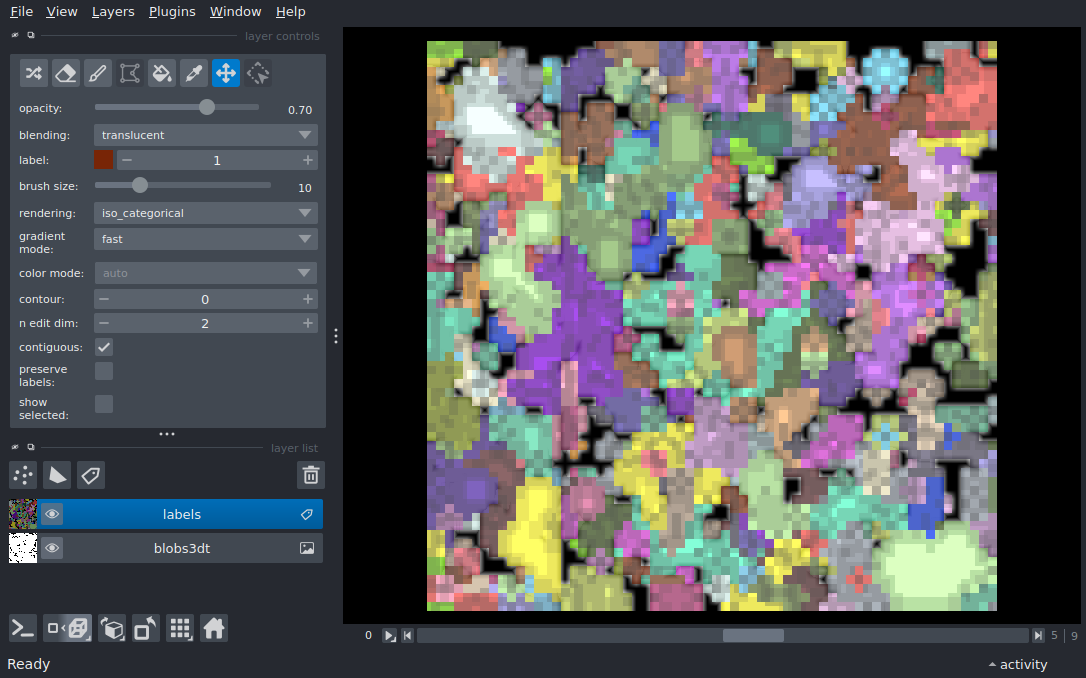 File View Layers Plugins Window Help
layer controls
opacity: 0.70
blending: translucent
label: 1
brush size: 10
rendering: iso_categorical
gradient
mode: fast
color mode: auto
contour: 0
n edit dim: 2
contiguous:
preserve
labels:
show
selected:
layer list
labels
blobs3dt
0 5 9
Ready activity